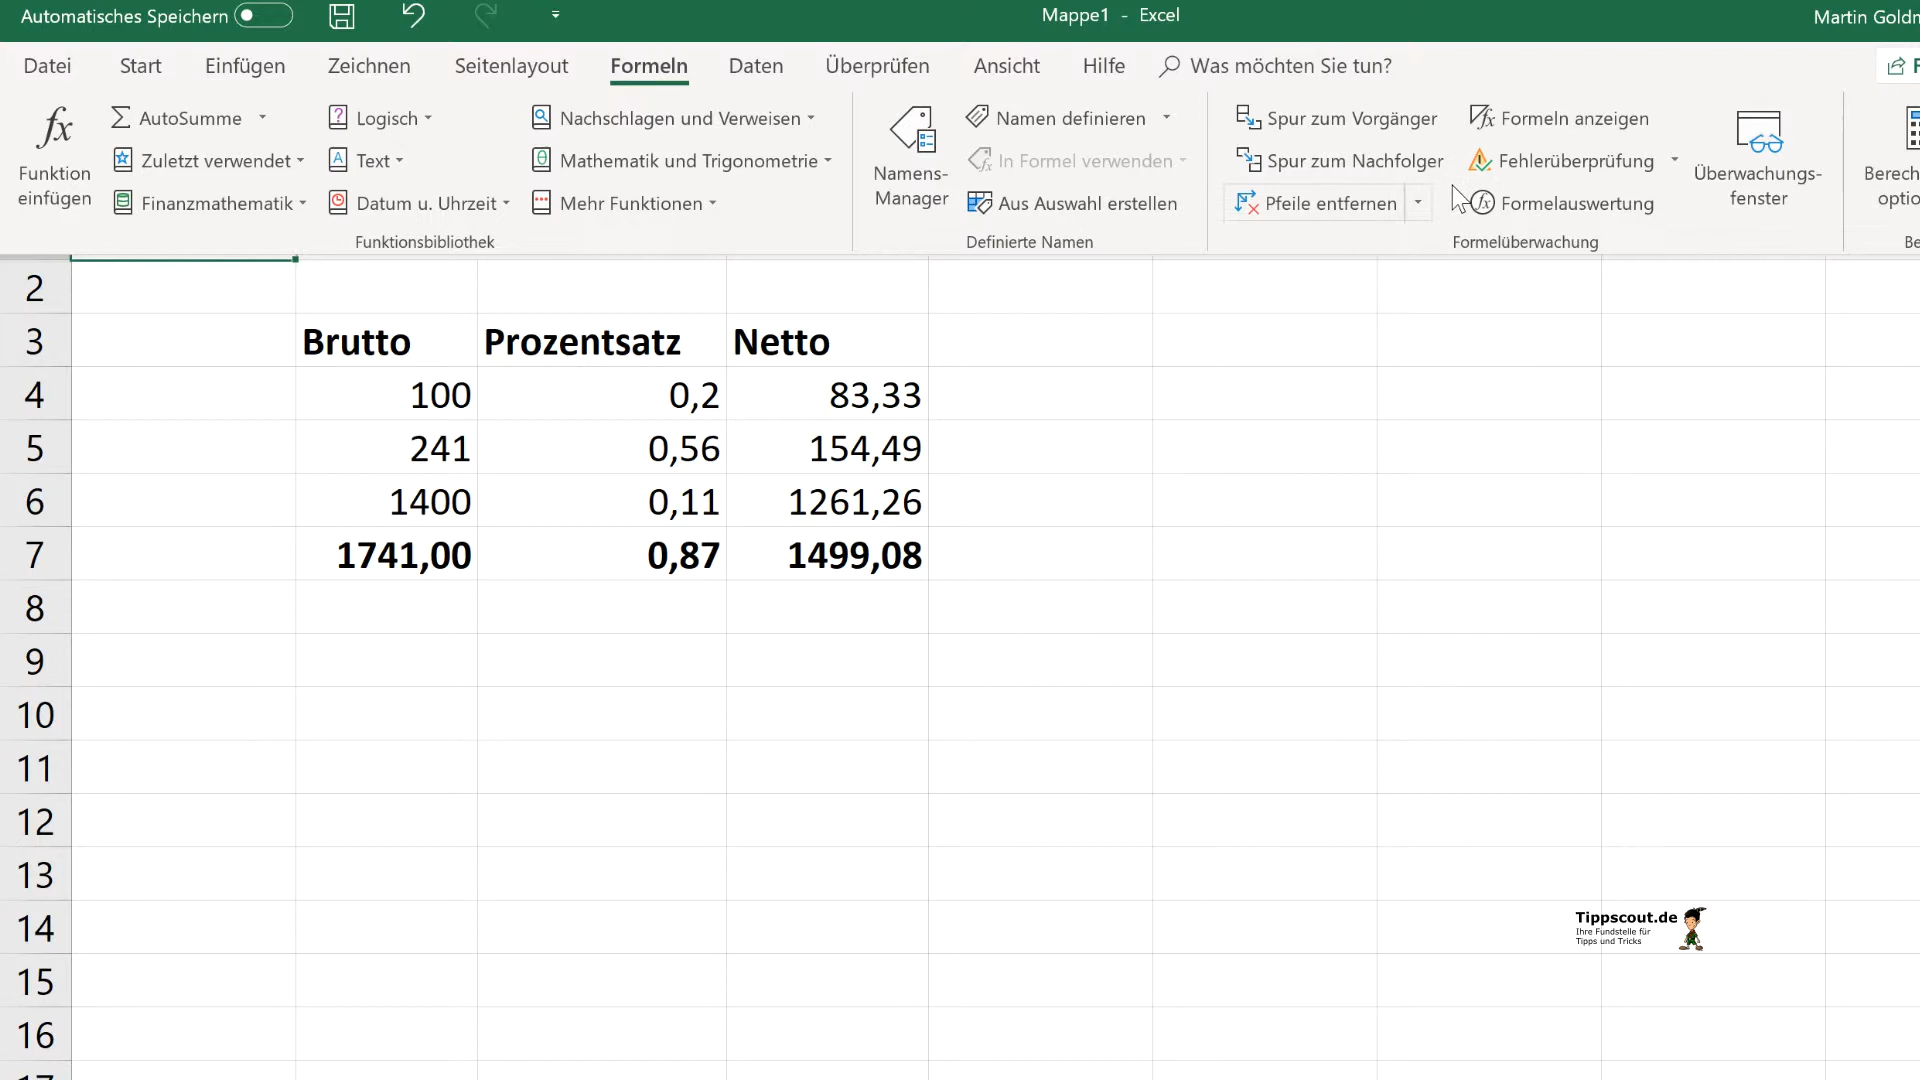 Automatisches Speichern
Mappe1 - Excel
Martin Goldm
Datei Start Einfügen Zeichnen Seitenlayout Formeln Daten Überprüfen Ansicht Hilfe Was möchten Sie tun?
fx
Funktion
einfügen
AutoSumme
Zuletzt verwendet
Finanzmathematik
Logisch
Text
Datum u. Uhrzeit
Nachschlagen und Verweisen
Mathematik und Trigonometrie
Mehr Funktionen
Funktionsbibliothek
Namens-
Manager
Namen definieren
In Formel verwenden
Aus Auswahl erstellen
Definierte Namen
Spur zum Vorgänger
Spur zum Nachfolger
Pfeile entfernen
Formeln anzeigen
Fehlerüberprüfung
Formelauswertung
Formelüberwachung
Überwachungs-
fenster
Berech
optio
Be
2
3 Brutto Prozentsatz Netto
4 100 0,2 83,33
5 241 0,56 154,49
6 1400 0,11 1261,26
7 1741,00 0,87 1499,08
8
9
10
11
12
13
14
15
16
17
Tippscout.de
Ihre Fundstelle für
Tipps und Tricks